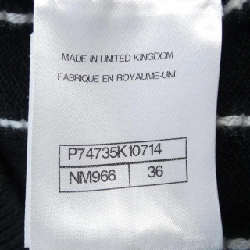 MADE IN UNITED KINGDOM
FABRIQUE EN ROYAUME-UNI
P74735K10714
NM966 36